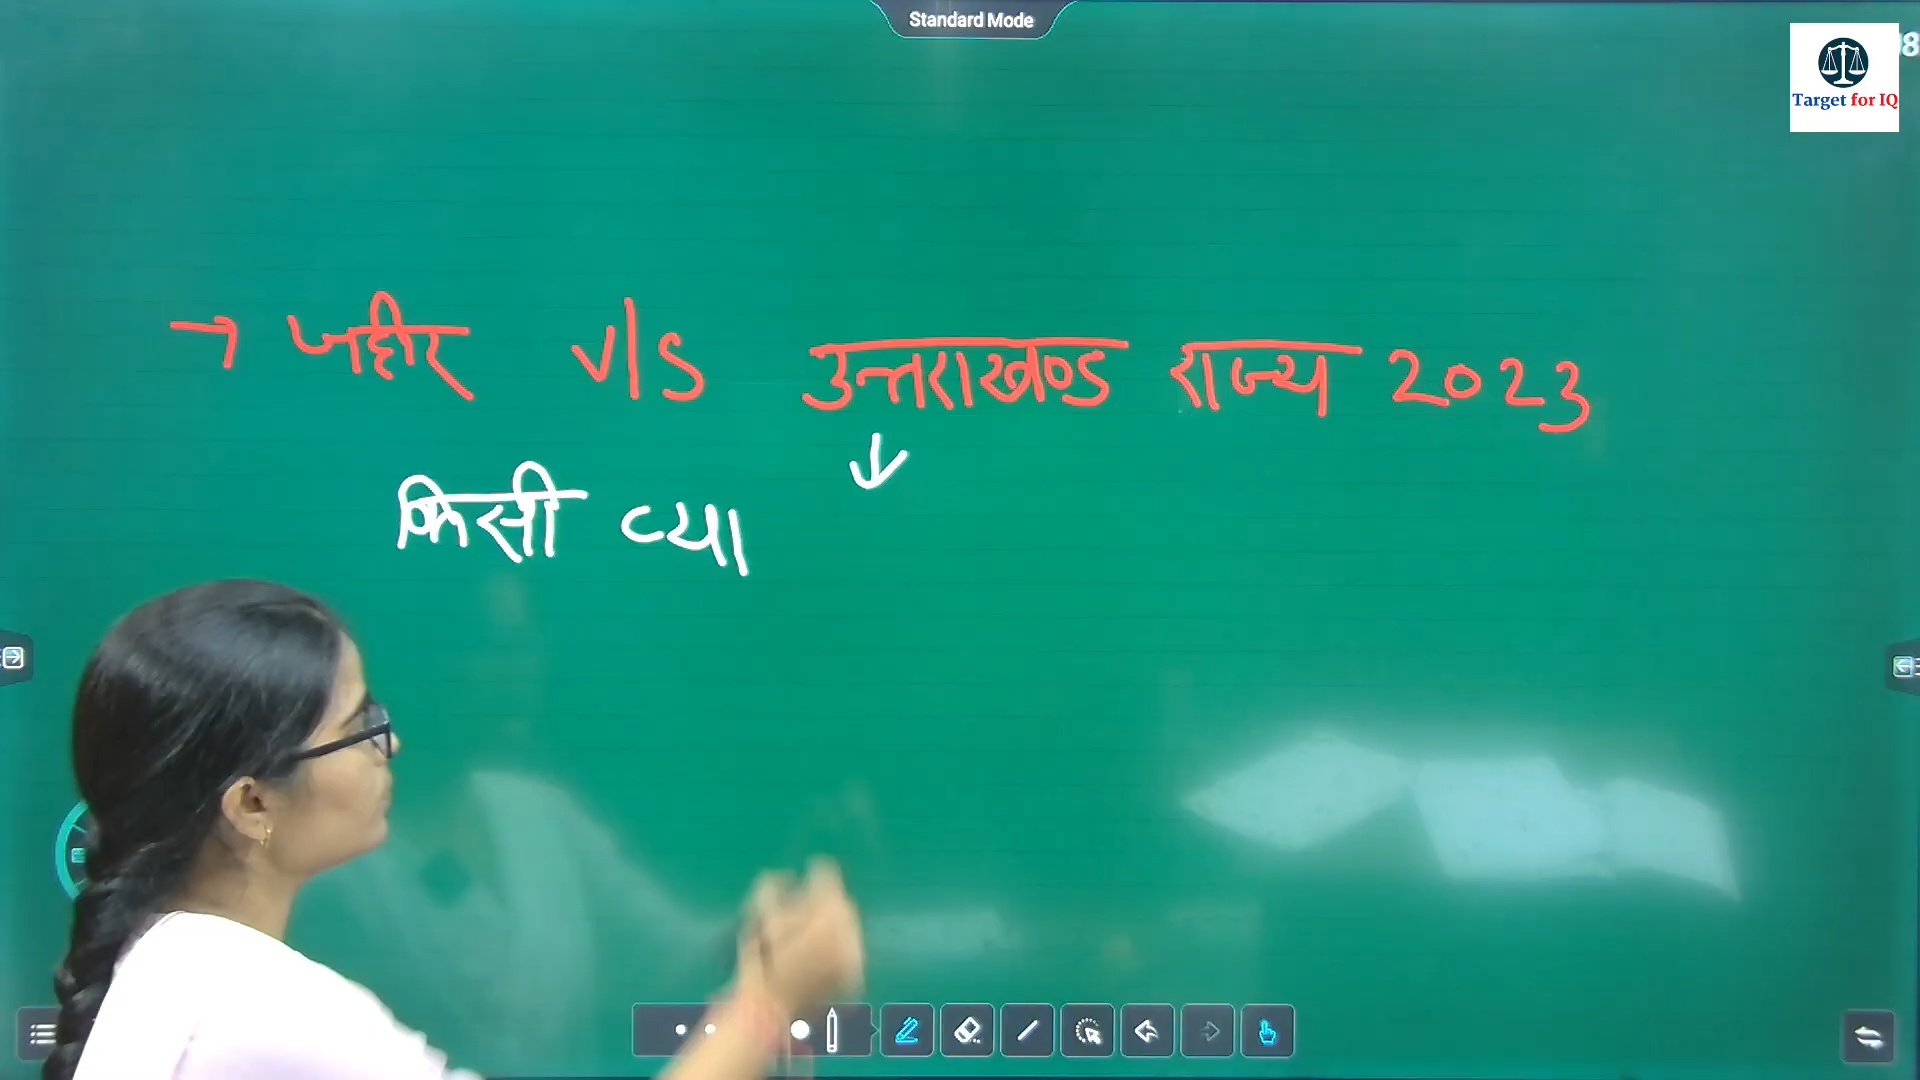 Standard Mode
Target for IQ
→ जहीर v/s उत्तराखण्ड राज्य 2023
↓
किसी व्या